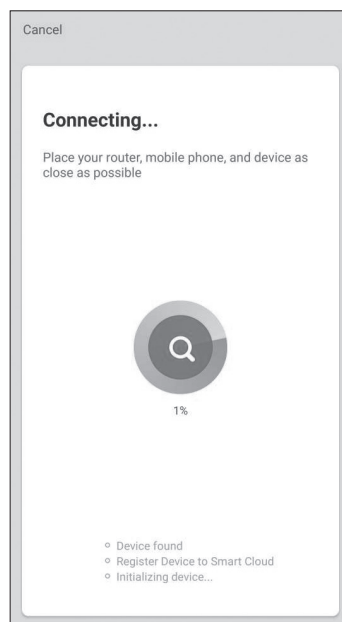 Cancel
Connecting...
Place your router, mobile phone, and device as
close as possible
1%
Device found
Register Device to Smart Cloud
Initializing device...